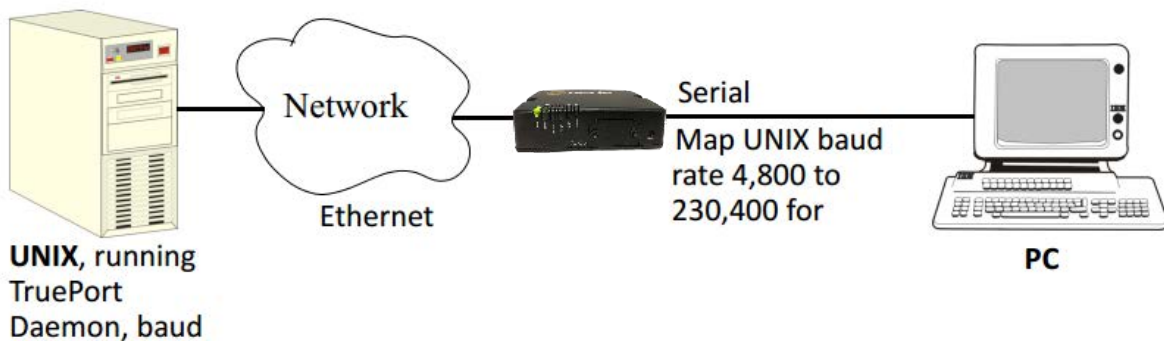 Network
Ethernet
Serial
Map UNIX baud
rate 4,800 to
230,400 for
UNIX, running
TruePort
Daemon, baud
PC